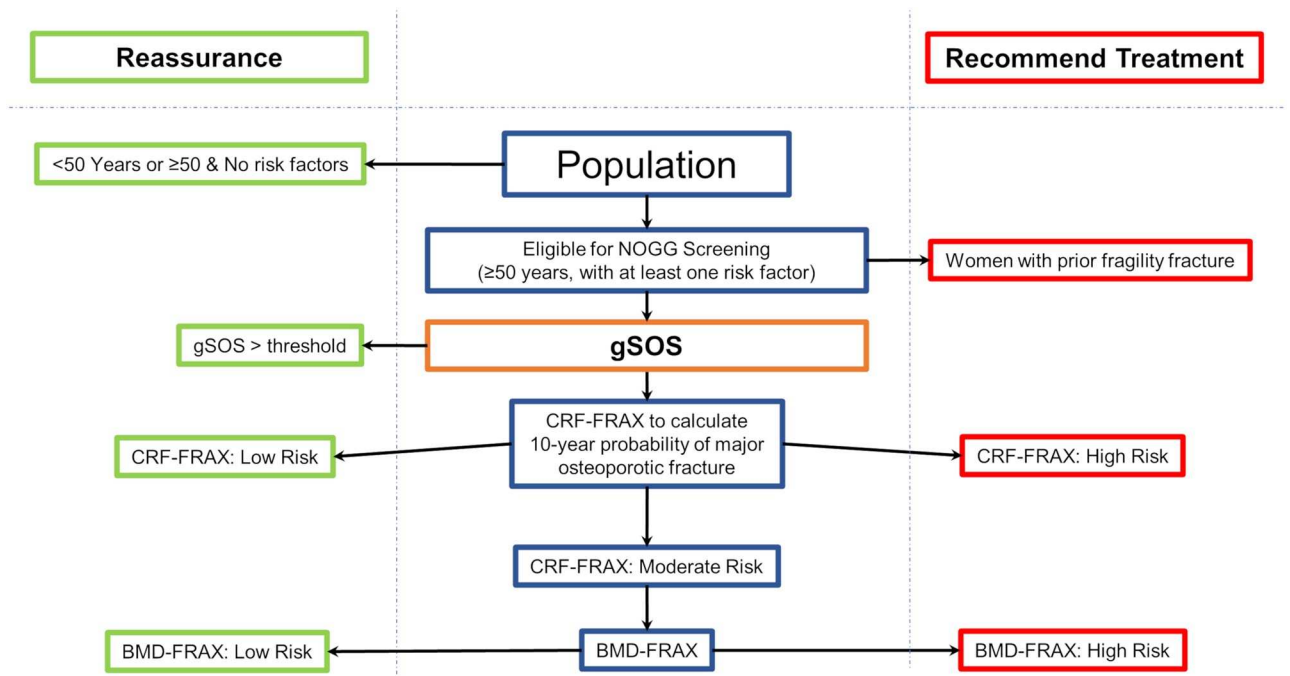 Reassurance
Recommend Treatment
<50 Years or ≥50 & No risk factors
Population
Eligible for NOGG Screening
(≥50 years, with at least one risk factor)
Women with prior fragility fracture
gSOS > threshold
gSOS
CRF-FRAX to calculate
10-year probability of major
osteoporotic fracture
CRF-FRAX: Low Risk
CRF-FRAX: High Risk
CRF-FRAX: Moderate Risk
BMD-FRAX: Low Risk
BMD-FRAX
BMD-FRAX: High Risk